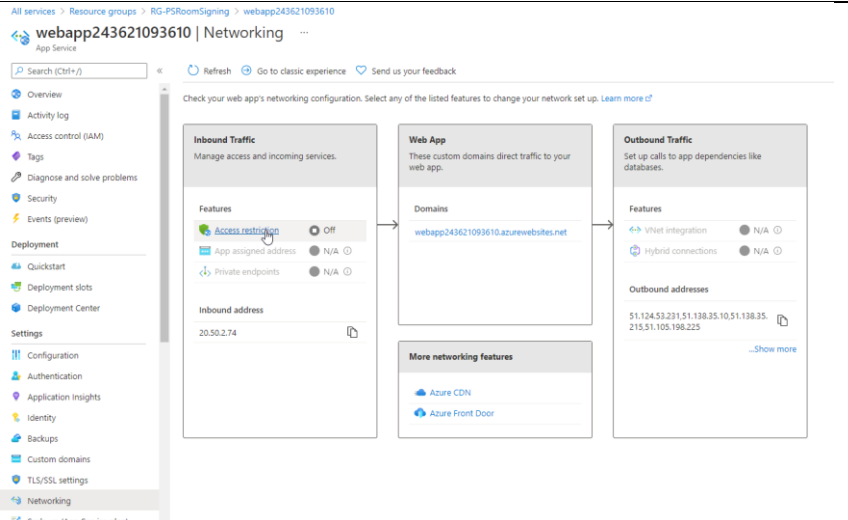 All services > Resource groups > RG-PSRoomSigning > webapp243621093610
webapp243621093610 | Networking ...
App Service
Search (Ctrl+/)
«
Refresh
Go to classic experience
Send us your feedback
Overview
Activity log
Access control (IAM)
Tags
Diagnose and solve problems
Security
Events (preview)
Deployment
Quickstart
Deployment slots
Deployment Center
Settings
Configuration
Authentication
Application Insights
Identity
Backups
Custom domains
TLS/SSL settings
Networking
Check your web app's networking configuration. Select any of the listed features to change your network set up. Learn more
Inbound Traffic
Manage access and incoming services.
Features
Access restriction Off
App assigned address N/A
Private endpoints N/A
Inbound address
20.50.2.74
Web App
These custom domains direct traffic to your
web app.
Domains
webapp243621093610.azurewebsites.net
More networking features
Azure CDN
Azure Front Door
Outbound Traffic
Set up calls to app dependencies like
databases.
Features
VNet integration N/A
Hybrid connections N/A
Outbound addresses
51.124.53.231,51.138.35.10,51.138.35.
215,51.105.198.225
...Show more